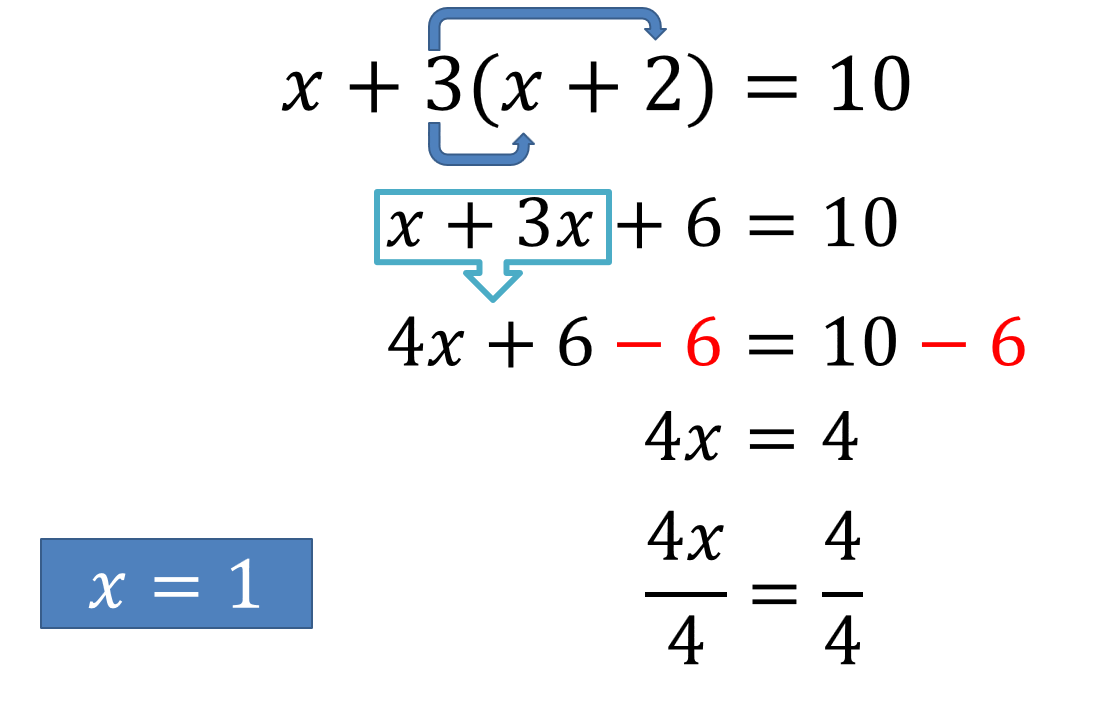 x + 3(x + 2) = 10
x + 3x + 6 = 10
4x + 6 − 6 = 10 − 6
4x = 4
4x/4 = 4/4
x = 1